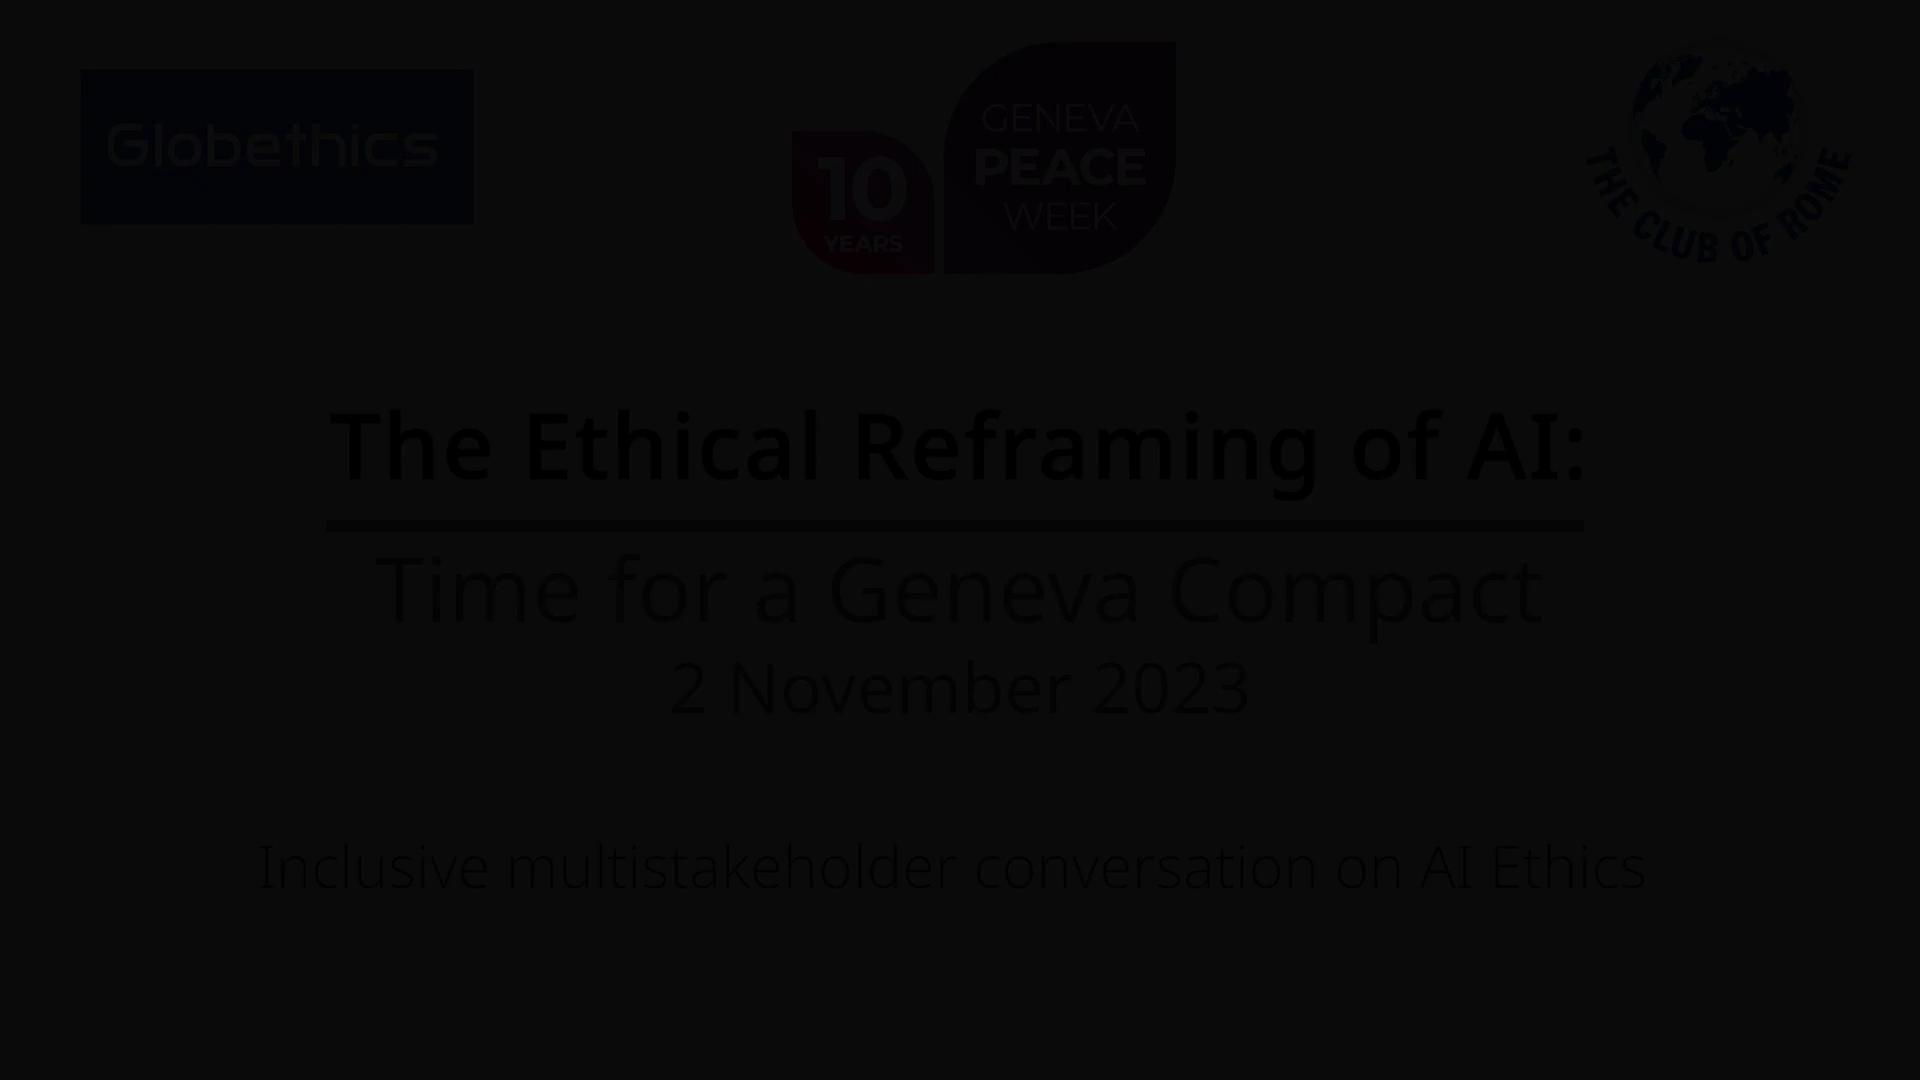 Globethics
10
YEARS
GENEVA
PEACE
WEEK
THE CLUB OF ROME
The Ethical Reframing of AI:
Time for a Geneva Compact
2 November 2023
Inclusive multistakeholder conversation on AI Ethics